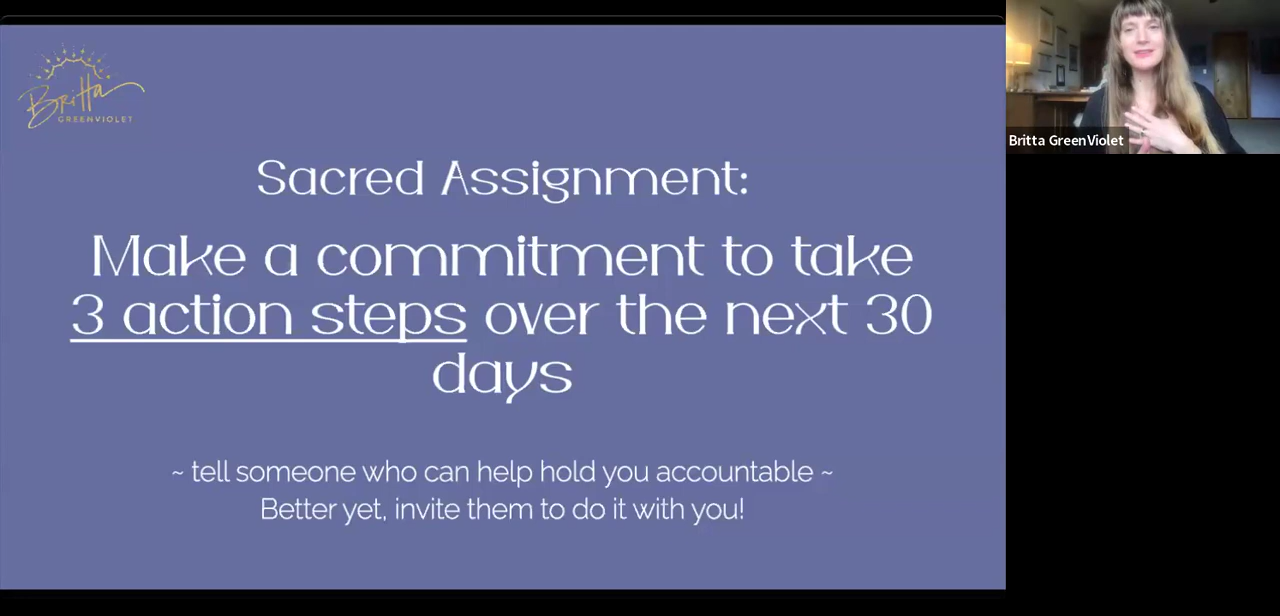 Britta
GREENVIOLET
Sacred Assignment:
Make a commitment to take
3 action steps over the next 30
days
~ tell someone who can help hold you accountable ~
Better yet, invite them to do it with you!
Britta GreenViolet